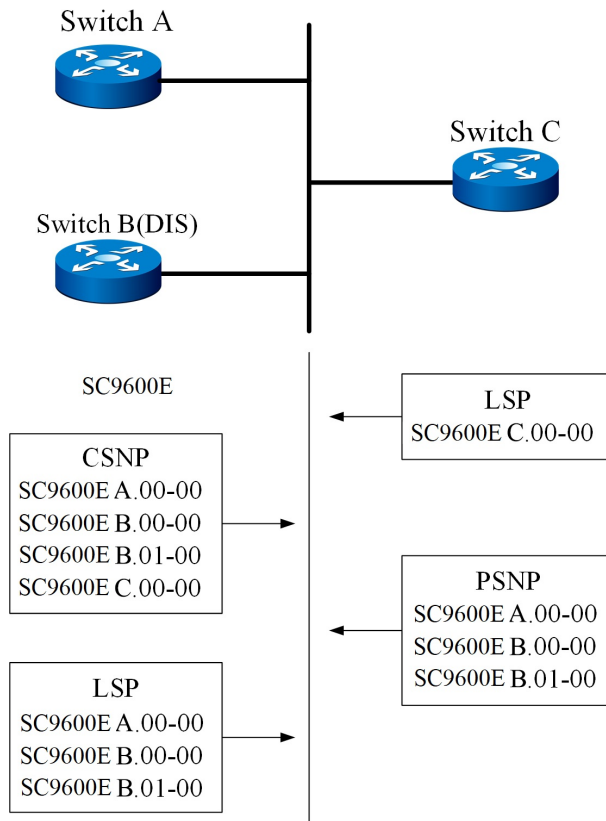 Switch A
Switch C
Switch B(DIS)
SC9600E
LSP
SC9600E C.00-00
CSNP
SC9600E A.00-00
SC9600E B.00-00
SC9600E B.01-00
SC9600E C.00-00
PSNP
SC9600E A.00-00
SC9600E B.00-00
SC9600E B.01-00
LSP
SC9600E A.00-00
SC9600E B.00-00
SC9600E B.01-00